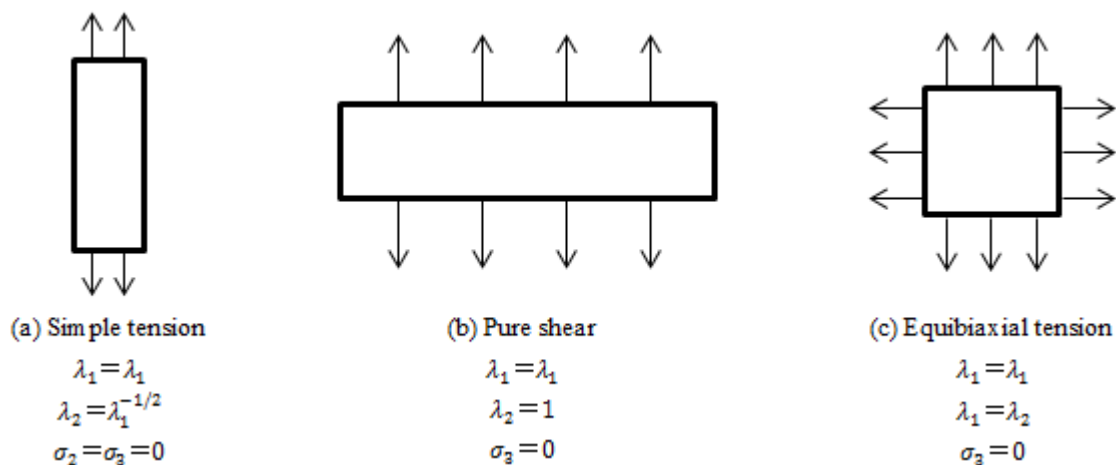 (a) Simple tension
λ₁=λ₁
λ₂=λ₁^{-1/2}
σ₂=σ₃=0
(b) Pure shear
λ₁=λ₁
λ₂=1
σ₃=0
(c) Equibiaxial tension
λ₁=λ₁
λ₁=λ₂
σ₃=0